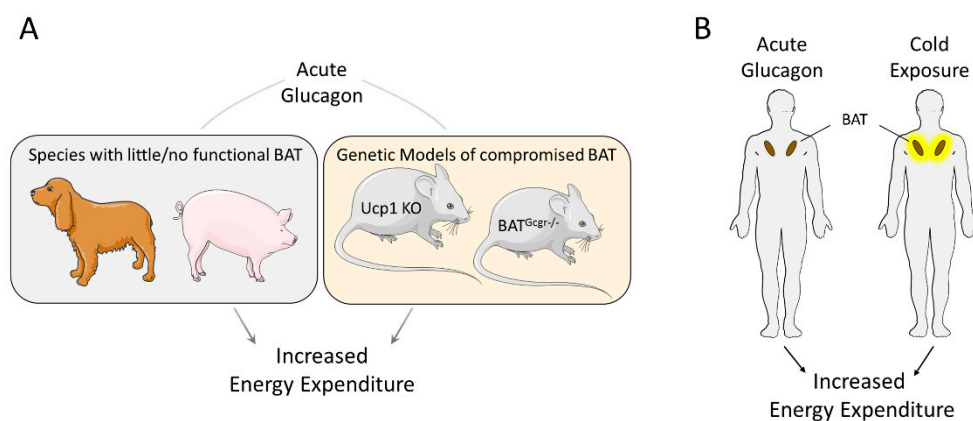 A
Acute
Glucagon
Species with little/no functional BAT
Genetic Models of compromised BAT
Ucp1 KO
BATGcgr-/-
Increased
Energy Expenditure
B
Acute
Glucagon
Cold
Exposure
BAT
Increased
Energy Expenditure